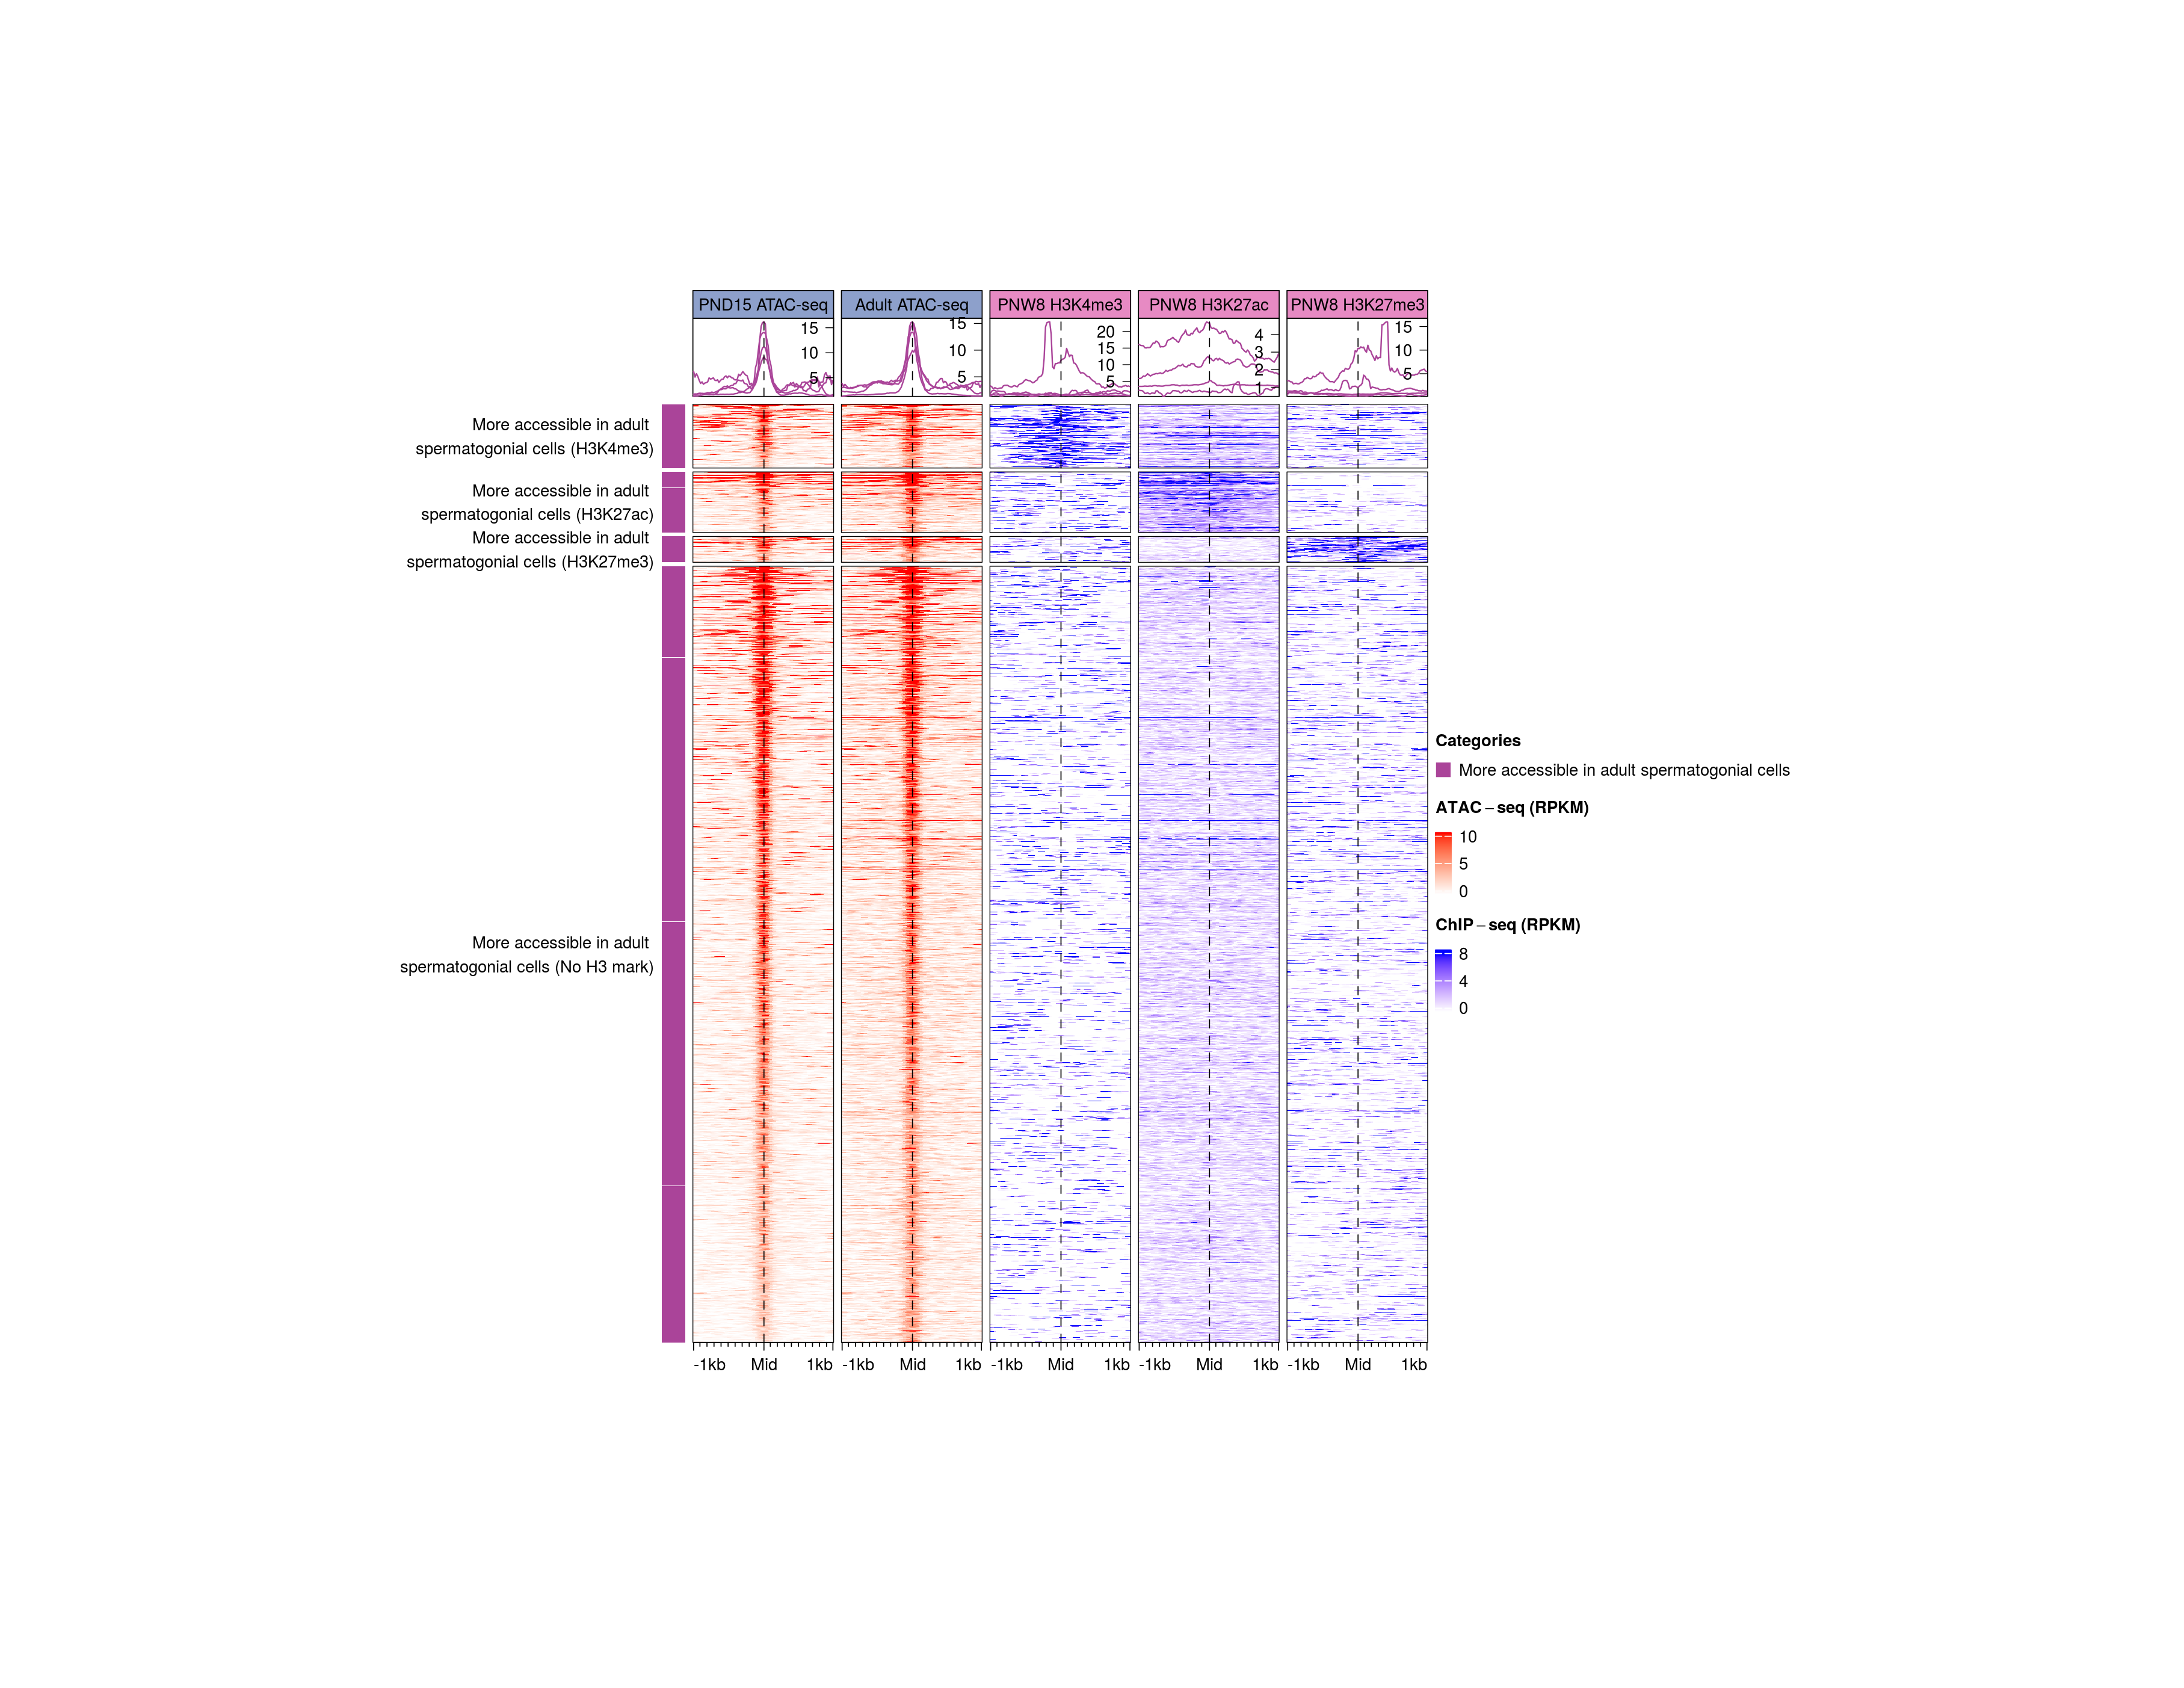 PND15 ATAC-seq
Adult ATAC-seq
PNW8 H3K4me3
PNW8 H3K27ac
PNW8 H3K27me3
15
10
5
15
10
5
20
15
10
5
4
3
2
1
15
10
5
More accessible in adult
spermatogonial cells (H3K4me3)
More accessible in adult
spermatogonial cells (H3K27ac)
More accessible in adult
spermatogonial cells (H3K27me3)
More accessible in adult
spermatogonial cells (No H3 mark)
-1kb Mid 1kb
-1kb Mid 1kb
-1kb Mid 1kb
-1kb Mid 1kb
-1kb Mid 1kb
Categories
More accessible in adult spermatogonial cells
ATAC–seq (RPKM)
10
5
0
ChIP–seq (RPKM)
8
4
0